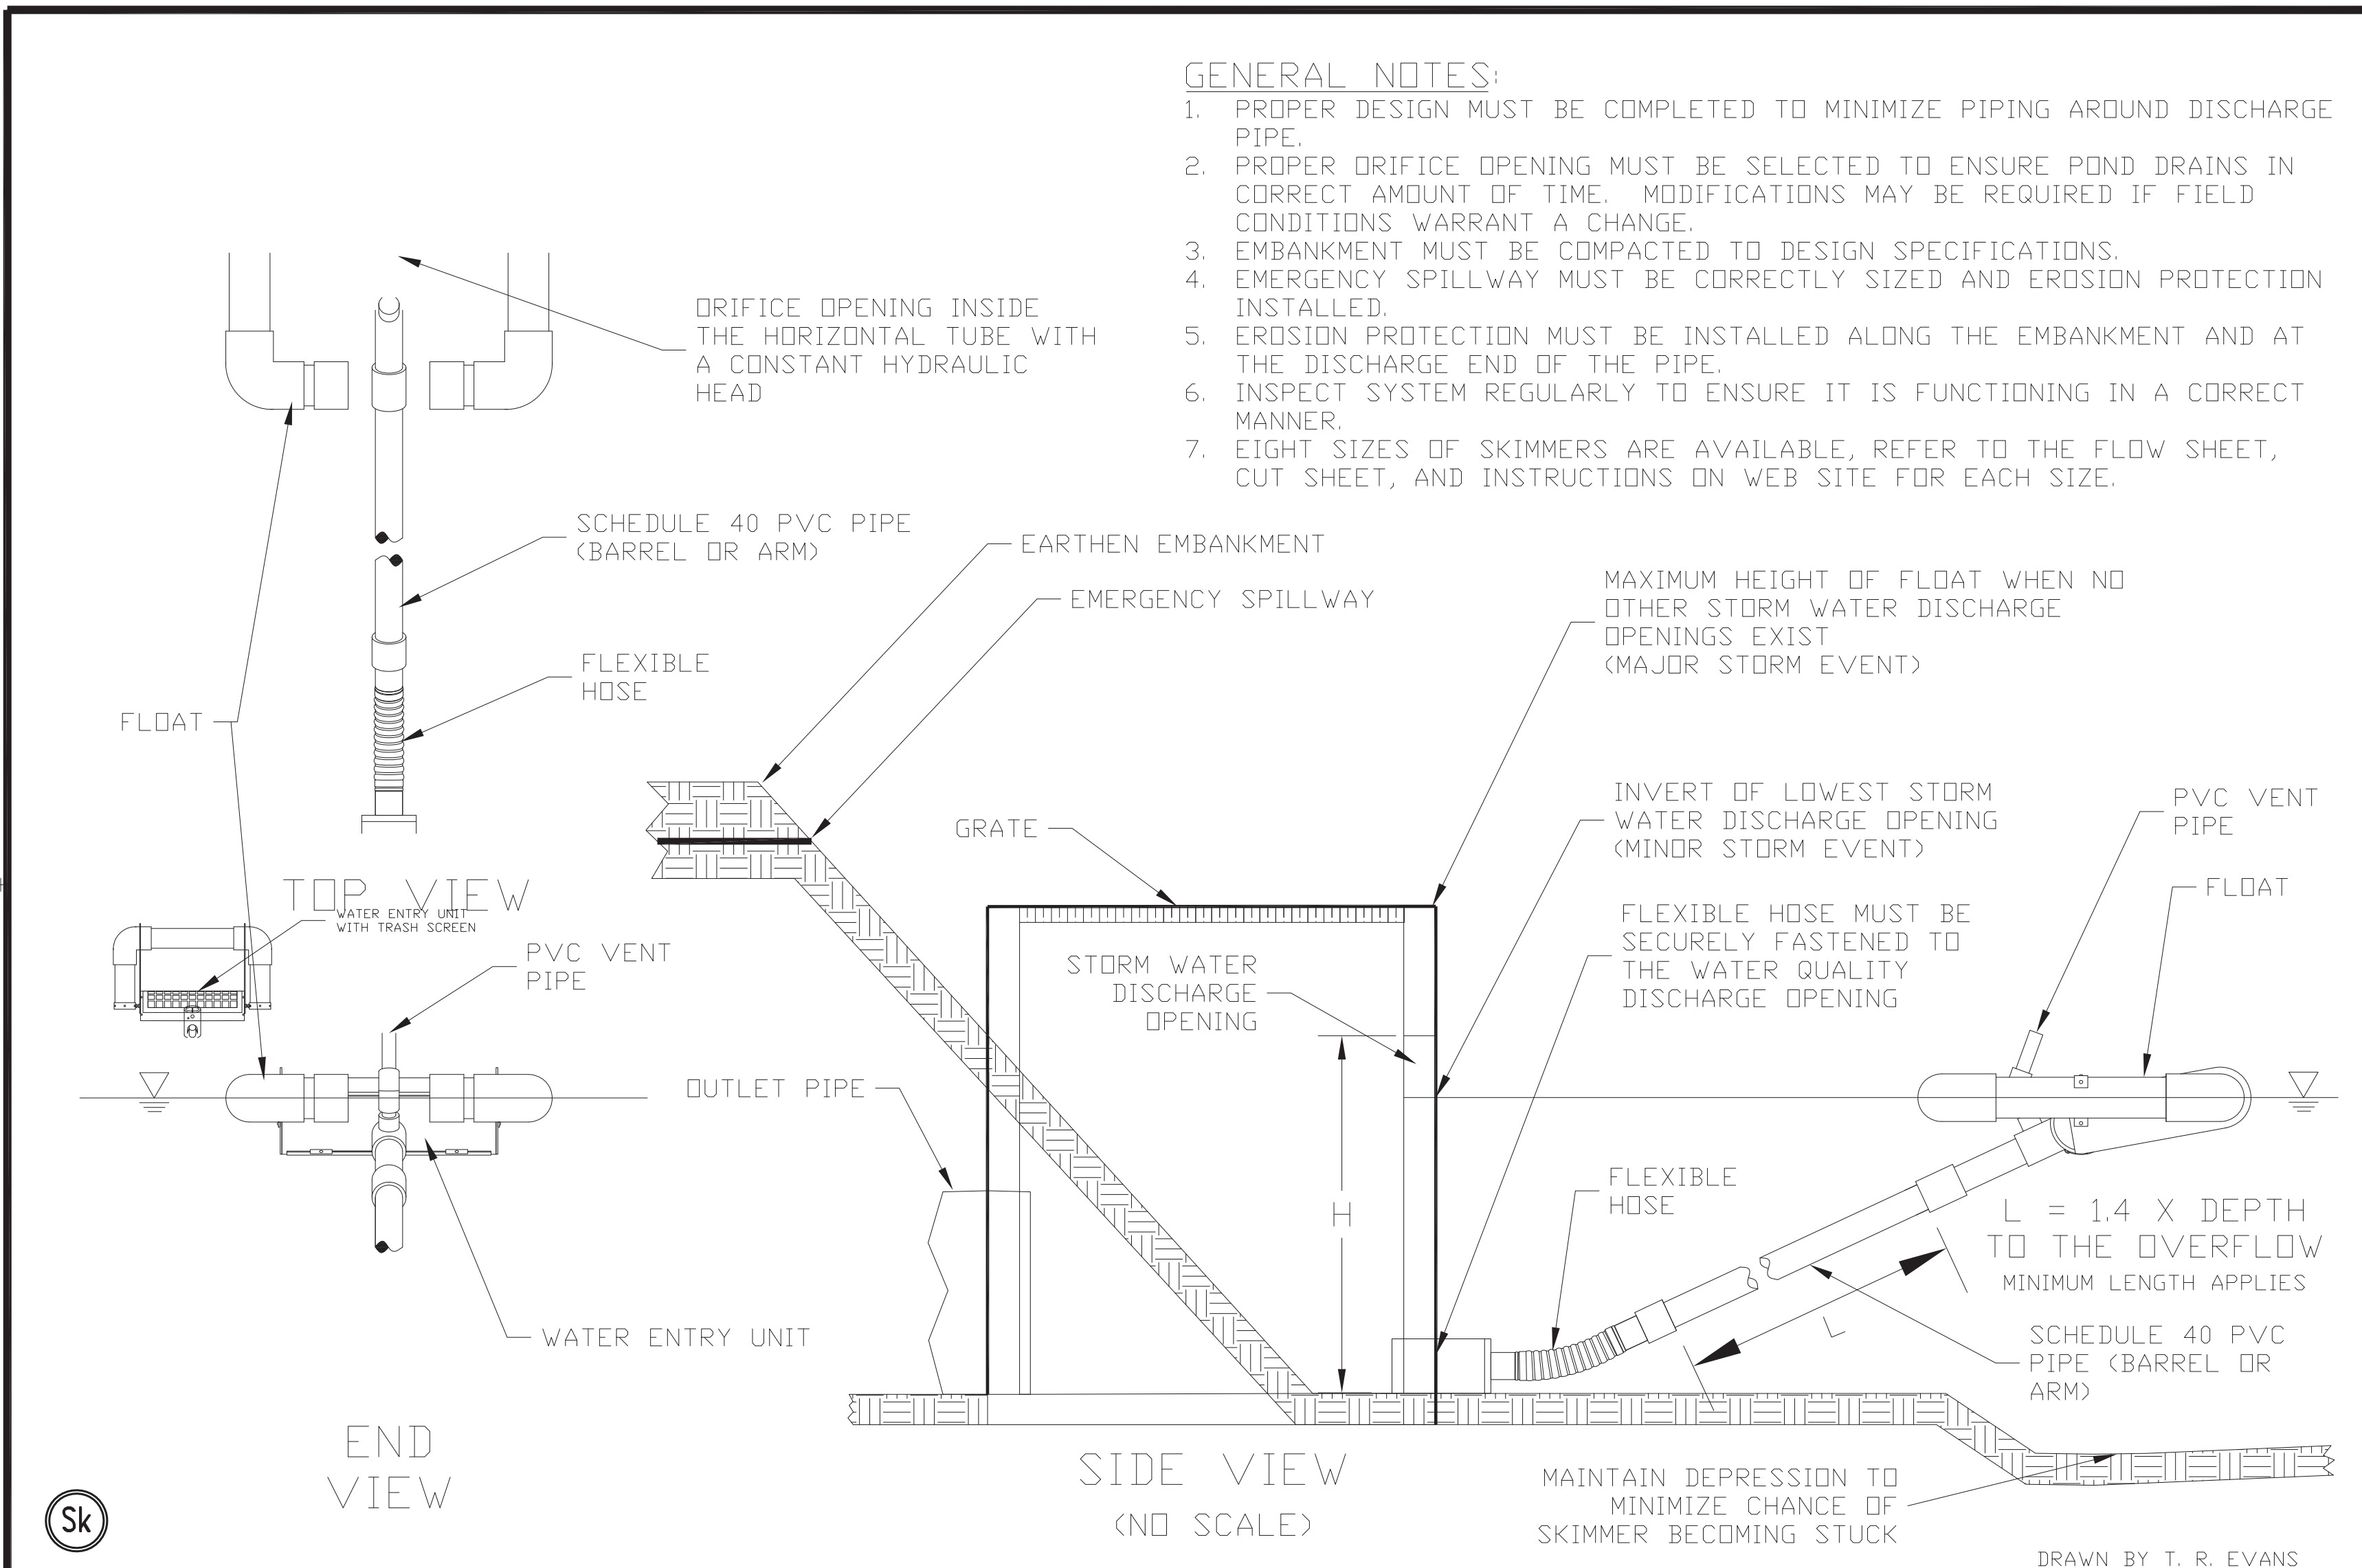 GENERAL NOTES:
1. PROPER DESIGN MUST BE COMPLETED TO MINIMIZE PIPING AROUND DISCHARGE
PIPE.
2. PROPER ORIFICE OPENING MUST BE SELECTED TO ENSURE POND DRAINS IN
CORRECT AMOUNT OF TIME. MODIFICATIONS MAY BE REQUIRED IF FIELD
CONDITIONS WARRANT A CHANGE.
3. EMBANKMENT MUST BE COMPACTED TO DESIGN SPECIFICATIONS.
4. EMERGENCY SPILLWAY MUST BE CORRECTLY SIZED AND EROSION PROTECTION
INSTALLED.
5. EROSION PROTECTION MUST BE INSTALLED ALONG THE EMBANKMENT AND AT
THE DISCHARGE END OF THE PIPE.
6. INSPECT SYSTEM REGULARLY TO ENSURE IT IS FUNCTIONING IN A CORRECT
MANNER.
7. EIGHT SIZES OF SKIMMERS ARE AVAILABLE, REFER TO THE FLOW SHEET,
CUT SHEET, AND INSTRUCTIONS ON WEB SITE FOR EACH SIZE.
ORIFICE OPENING INSIDE
THE HORIZONTAL TUBE WITH
A CONSTANT HYDRAULIC
HEAD
SCHEDULE 40 PVC PIPE
(BARREL OR ARM)
FLEXIBLE
HOSE
FLOAT
TOP VIEW
WATER ENTRY UNIT
WITH TRASH SCREEN
PVC VENT
PIPE
WATER ENTRY UNIT
END
VIEW
EARTHEN EMBANKMENT
EMERGENCY SPILLWAY
GRATE
STORM WATER
DISCHARGE
OPENING
OUTLET PIPE
H
MAXIMUM HEIGHT OF FLOAT WHEN NO
OTHER STORM WATER DISCHARGE
OPENINGS EXIST
(MAJOR STORM EVENT)
INVERT OF LOWEST STORM
WATER DISCHARGE OPENING
(MINOR STORM EVENT)
FLEXIBLE HOSE MUST BE
SECURELY FASTENED TO
THE WATER QUALITY
DISCHARGE OPENING
PVC VENT
PIPE
FLOAT
FLEXIBLE
HOSE
L = 1.4 X DEPTH
TO THE OVERFLOW
MINIMUM LENGTH APPLIES
L
SCHEDULE 40 PVC
PIPE (BARREL OR
ARM)
SIDE VIEW
(NO SCALE)
MAINTAIN DEPRESSION TO
MINIMIZE CHANCE OF
SKIMMER BECOMING STUCK
Sk
DRAWN BY T. R. EVANS